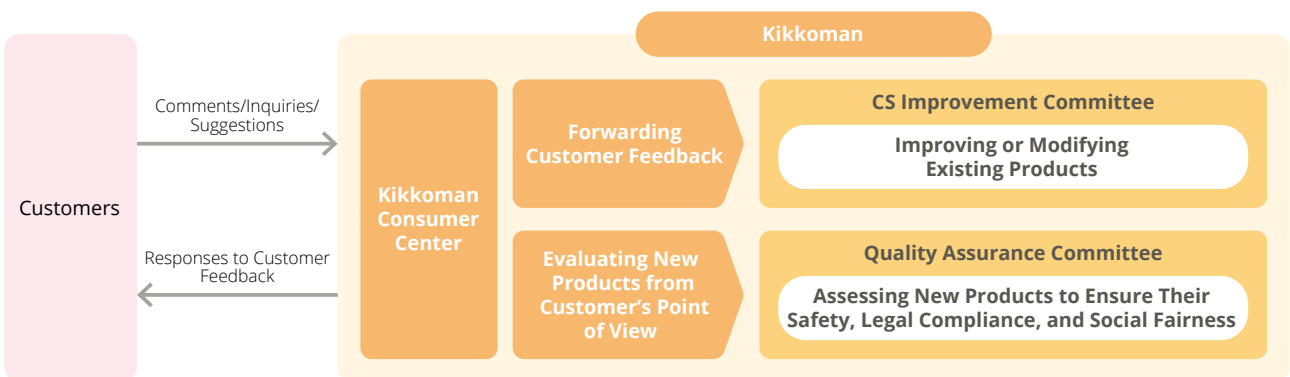 Kikkoman
Customers
Comments/Inquiries/
Suggestions
Responses to Customer
Feedback
Kikkoman
Consumer
Center
Forwarding
Customer Feedback
CS Improvement Committee
Improving or Modifying
Existing Products
Evaluating New
Products from
Customer’s Point
of View
Quality Assurance Committee
Assessing New Products to Ensure Their
Safety, Legal Compliance, and Social Fairness